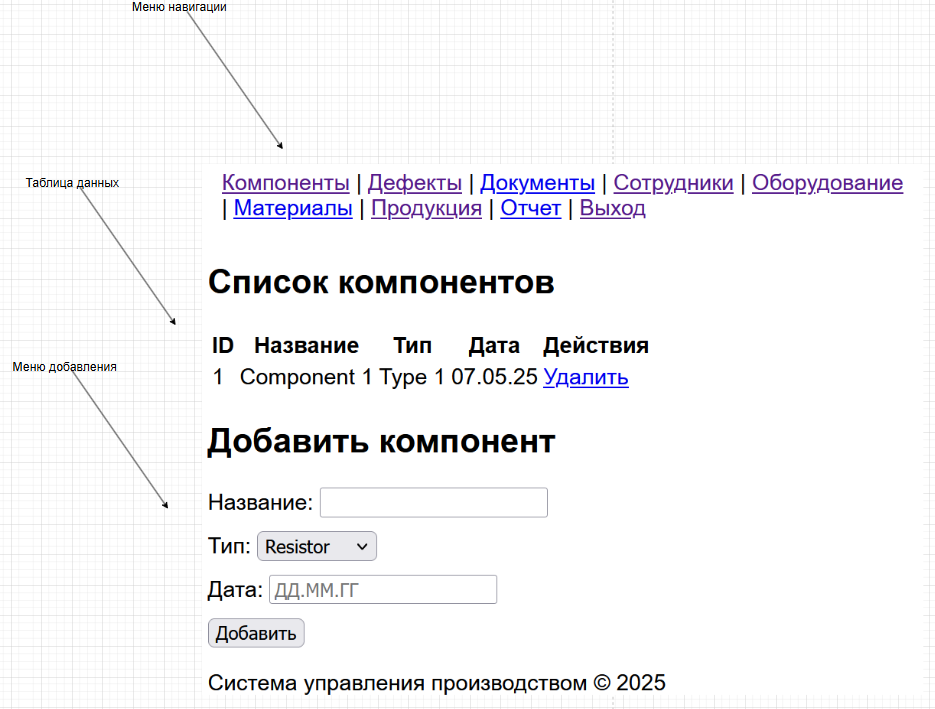 Меню навигации
Таблица данных
Компоненты | Дефекты | Документы | Сотрудники | Оборудование
| Материалы | Продукция | Отчет | Выход
Список компонентов
ID Название Тип Дата Действия
1 Component 1 Type 1 07.05.25 Удалить
Меню добавления
Добавить компонент
Название:
Тип: Resistor
Дата: ДД.ММ.ГГ
Добавить
Система управления производством © 2025